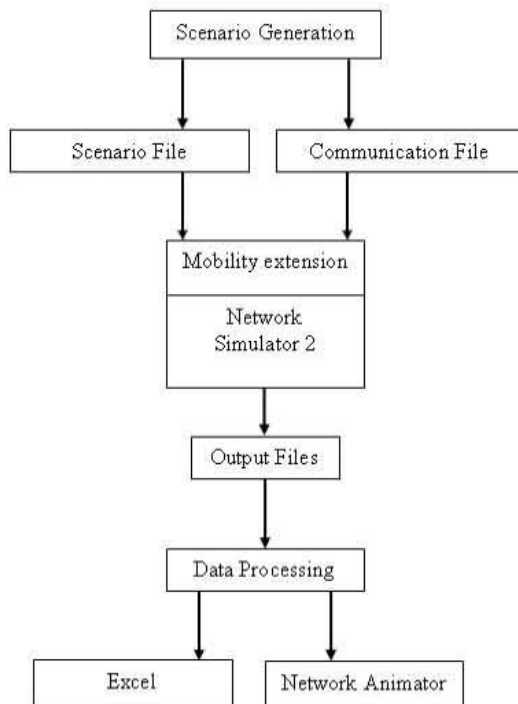 Scenario Generation
Scenario File
Communication File
Mobility extension
Network
Simulator 2
Output Files
Data Processing
Excel
Network Animator